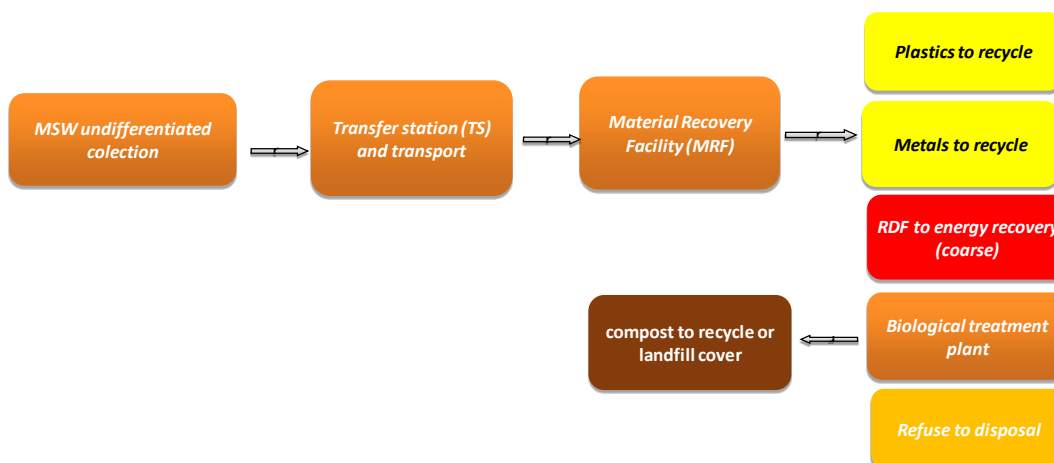 MSW undifferentiated
colection
Transfer station (TS)
and transport
Material Recovery
Facility (MRF)
Plastics to recycle
Metals to recycle
RDF to energy recovery
(coarse)
Biological treatment
plant
compost to recycle or
landfill cover
Refuse to disposal